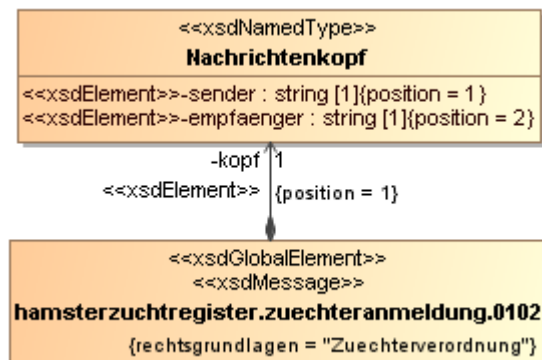 <<xsdNamedType>>
Nachrichtenkopf
<<xsdElement>>-sender : string [1]{position = 1}
<<xsdElement>>-empfaenger : string [1]{position = 2}
-kopf 1
<<xsdElement>> {position = 1}
<<xsdGlobalElement>>
<<xsdMessage>>
hamsterzuchtregister.zuechteranmeldung.0102
{rechtsgrundlagen = "Zuechterverordnung"}